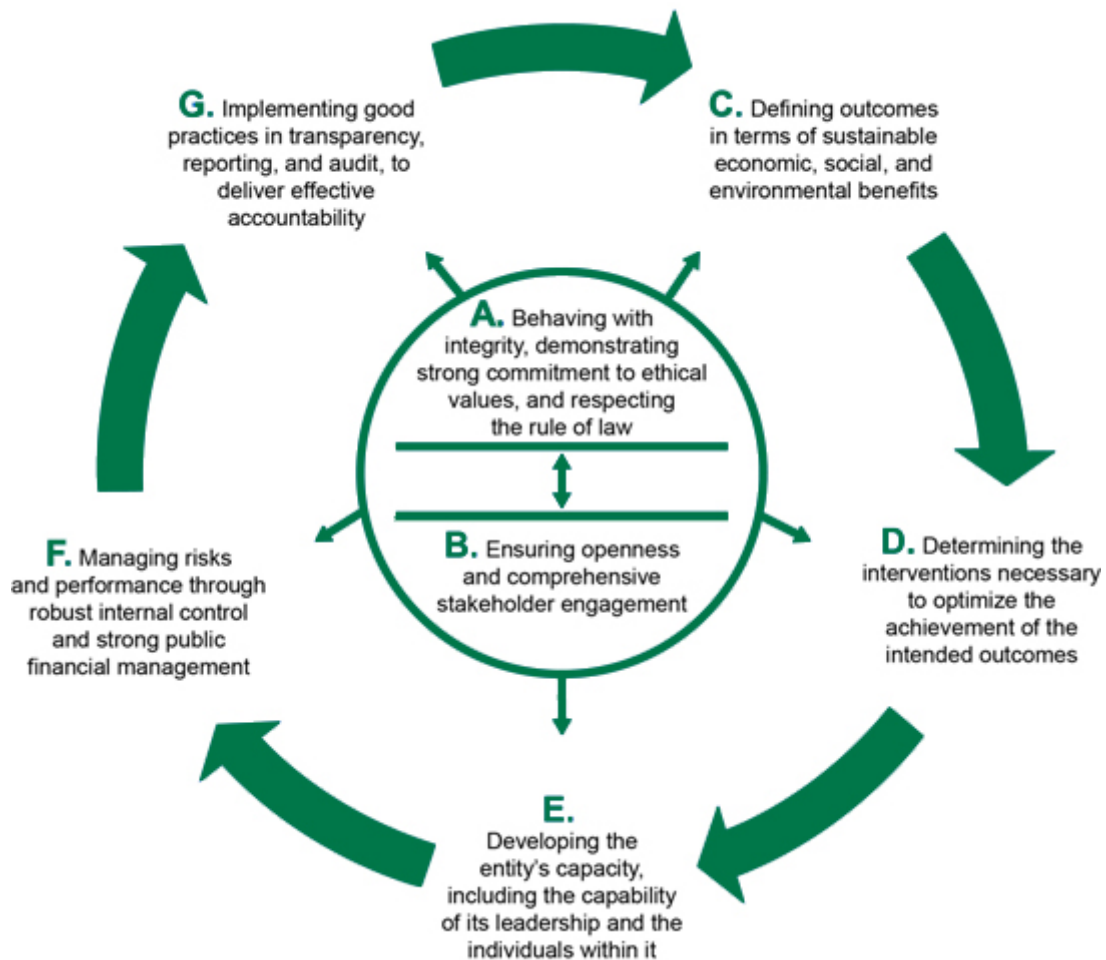 G. Implementing good
practices in transparency,
reporting, and audit, to
deliver effective
accountability
C. Defining outcomes
in terms of sustainable
economic, social, and
environmental benefits
A. Behaving with
integrity, demonstrating
strong commitment to ethical
values, and respecting
the rule of law
B. Ensuring openness
and comprehensive
stakeholder engagement
F. Managing risks
and performance through
robust internal control
and strong public
financial management
D. Determining the
interventions necessary
to optimize the
achievement of the
intended outcomes
E.
Developing the
entity's capacity,
including the capability
of its leadership and the
individuals within it